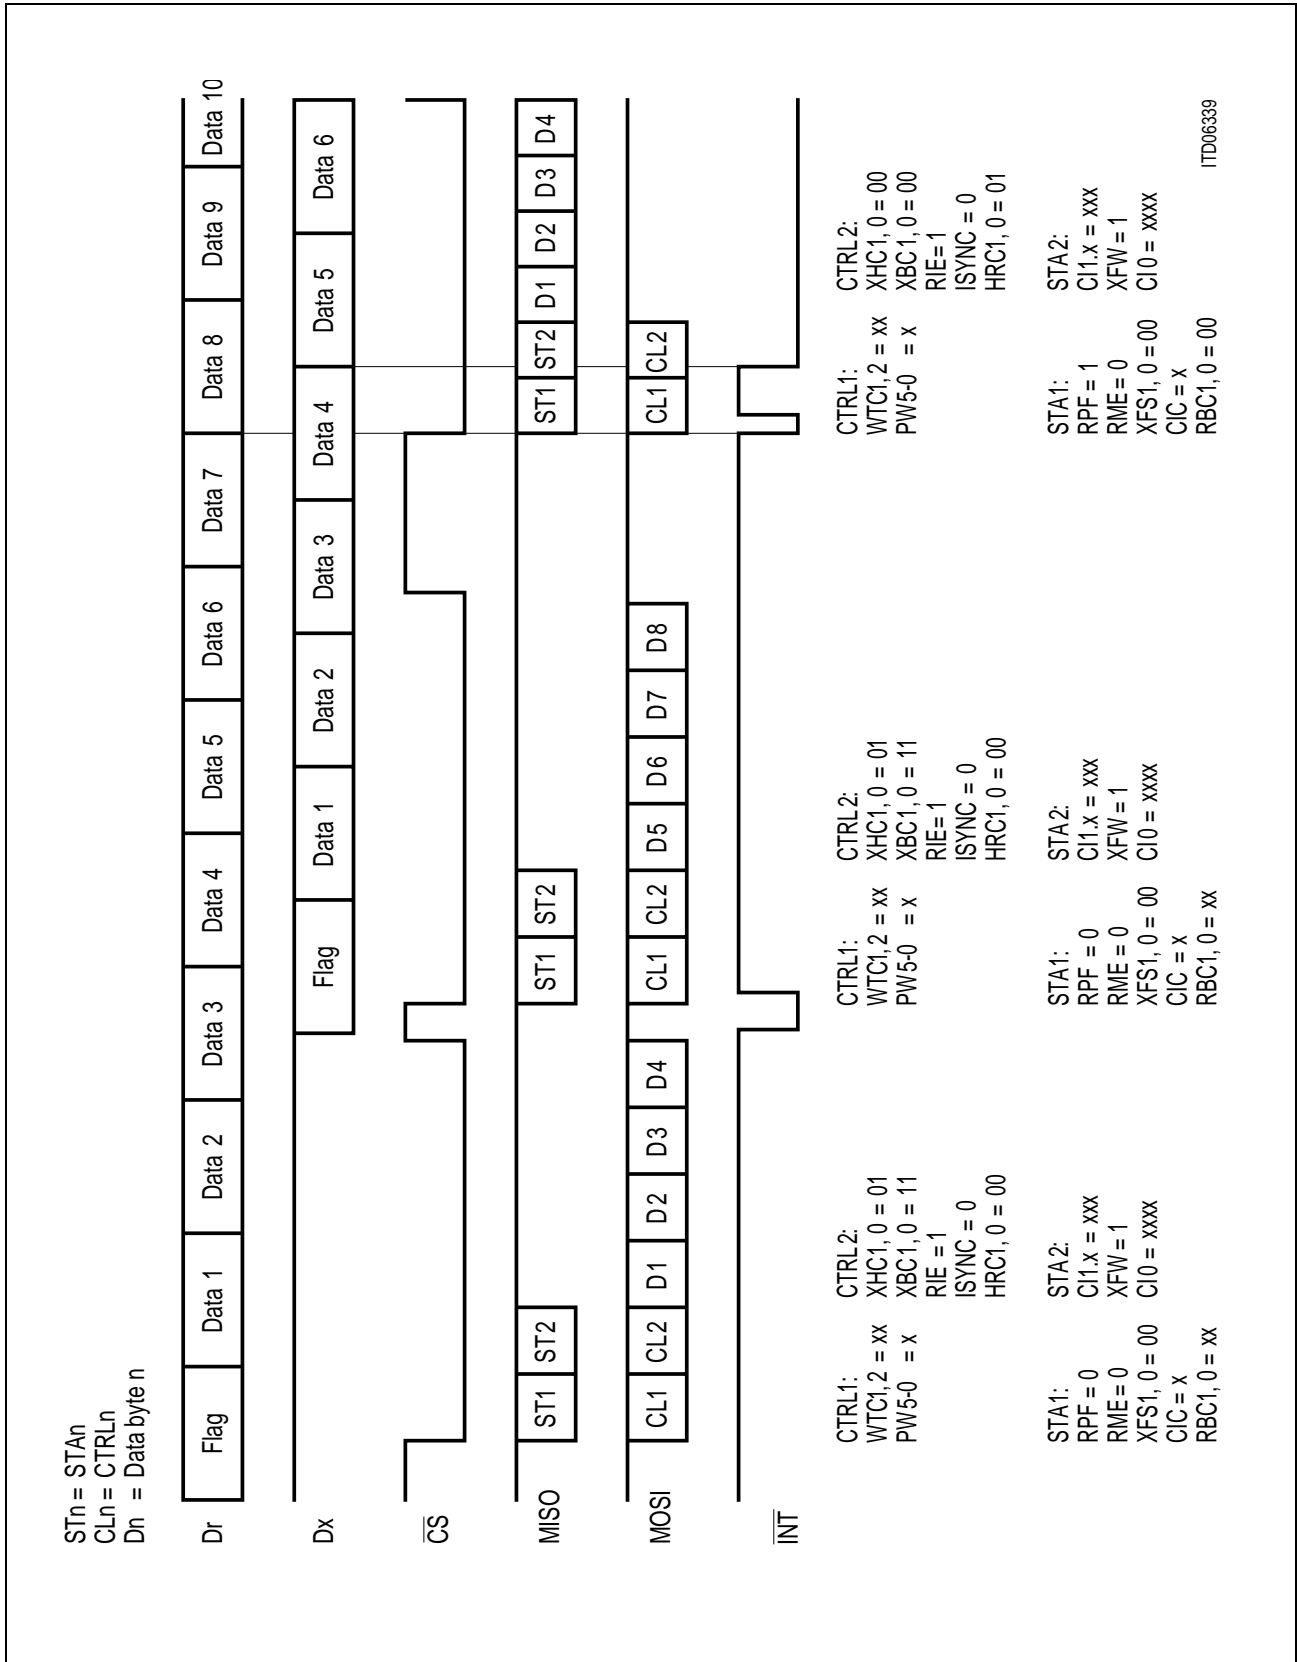 STn = STAn
CLn = CTRLn
Dn = Data byte n
Dr Flag Data 1 Data 2 Data 3 Data 4 Data 5 Data 6 Data 7 Data 8 Data 9 Data 10
Dx Flag Data 1 Data 2 Data 3 Data 4 Data 5 Data 6
CS
MISO ST1 ST2 ST1 ST2 ST1 ST2 D1 D2 D3 D4
MOSI CL1 CL2 D1 D2 D3 D4 CL1 CL2 D5 D6 D7 D8 CL1 CL2
INT
CTRL1:
WTC1,2 = xx
PW5-0 = x
CTRL2:
XHC1, 0 = 01
XBC1, 0 = 11
RIE = 1
ISYNC = 0
HRC1, 0 = 00
STA1:
RPF = 0
RME = 0
XFS1, 0 = 00
CIC = x
RBC1, 0 = xx
STA2:
CI1.x = xxx
XFW = 1
CI0 = xxxx
CTRL1:
WTC1,2 = xx
PW5-0 = x
CTRL2:
XHC1, 0 = 01
XBC1, 0 = 11
RIE = 1
ISYNC = 0
HRC1, 0 = 00
STA1:
RPF = 0
RME = 0
XFS1, 0 = 00
CIC = x
RBC1, 0 = xx
STA2:
CI1.x = xxx
XFW = 1
CI0 = xxxx
CTRL1:
WTC1,2 = xx
PW5-0 = x
CTRL2:
XHC1, 0 = 00
XBC1, 0 = 00
RIE = 1
ISYNC = 0
HRC1, 0 = 01
STA1:
RPF = 1
RME = 0
XFS1, 0 = 00
CIC = x
RBC1, 0 = 00
STA2:
CI1.x = xxx
XFW = 1
CI0 = xxxx
ITD06339